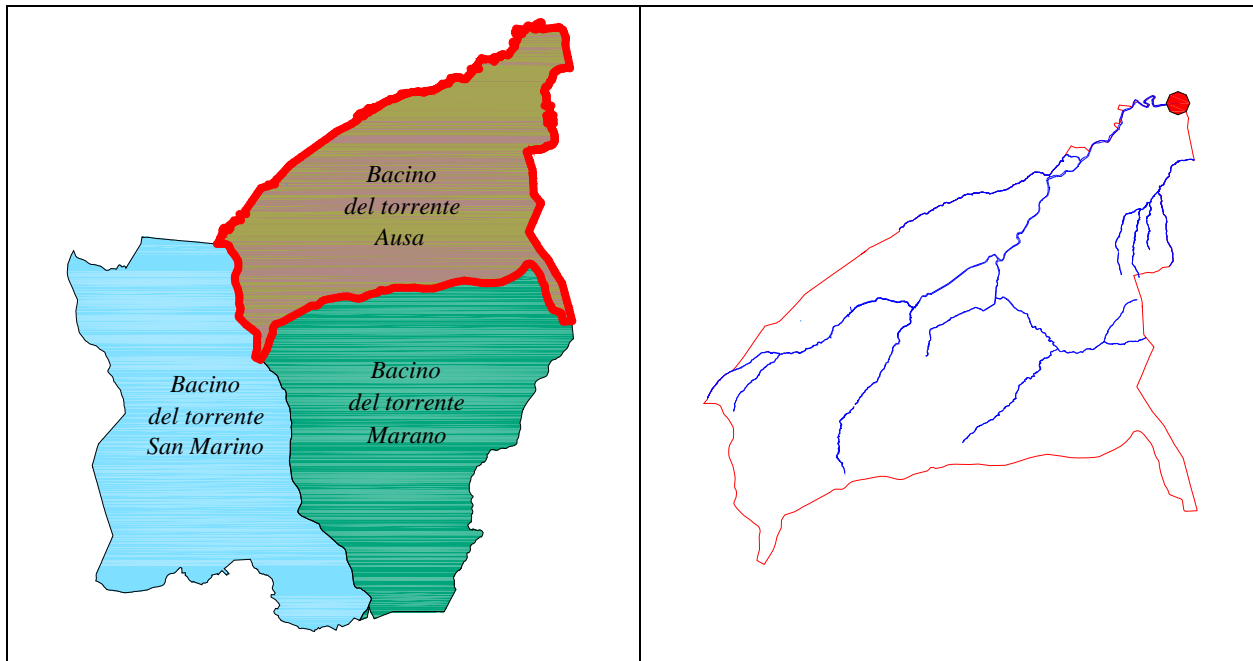 Bacino
del torrente
Ausa
Bacino
del torrente
San Marino
Bacino
del torrente
Marano